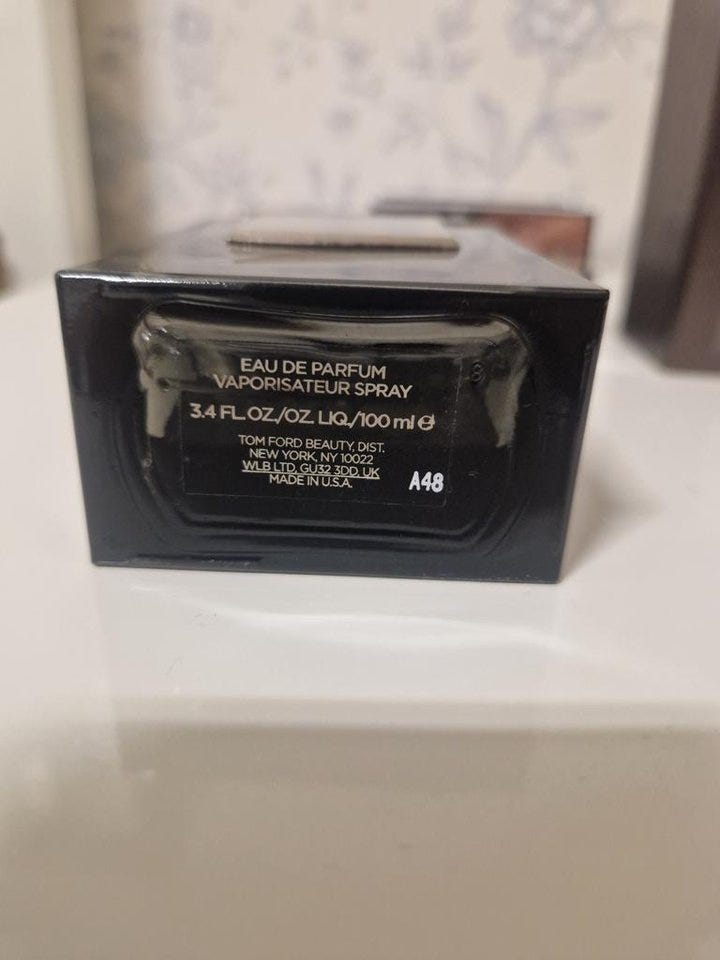 EAU DE PARFUM
VAPORISATEUR SPRAY
3.4 FL.OZ./OZ. LIQ./100 ml ℮
TOM FORD BEAUTY, DIST.
NEW YORK, NY 10022
WLB LTD, GU32 3DD, UK
MADE IN U.S.A.
A48
8